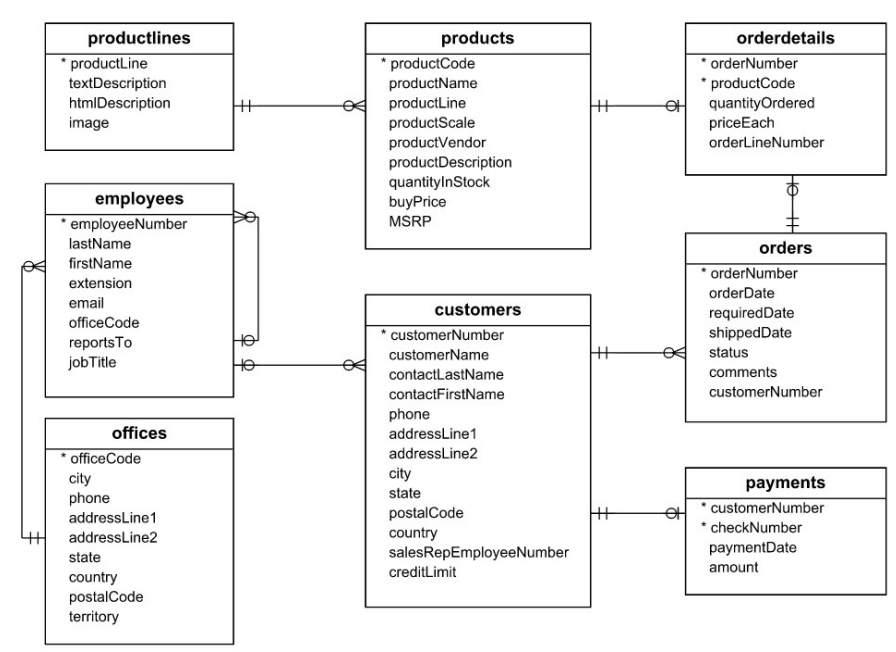 productlines
* productLine
textDescription
htmlDescription
image
products
* productCode
productName
productLine
productScale
productVendor
productDescription
quantityInStock
buyPrice
MSRP
orderdetails
* orderNumber
* productCode
quantityOrdered
priceEach
orderLineNumber
employees
* employeeNumber
lastName
firstName
extension
email
officeCode
reportsTo
jobTitle
customers
* customerNumber
customerName
contactLastName
contactFirstName
phone
addressLine1
addressLine2
city
state
postalCode
country
salesRepEmployeeNumber
creditLimit
orders
* orderNumber
orderDate
requiredDate
shippedDate
status
comments
customerNumber
offices
* officeCode
city
phone
addressLine1
addressLine2
state
country
postalCode
territory
payments
* customerNumber
* checkNumber
paymentDate
amount